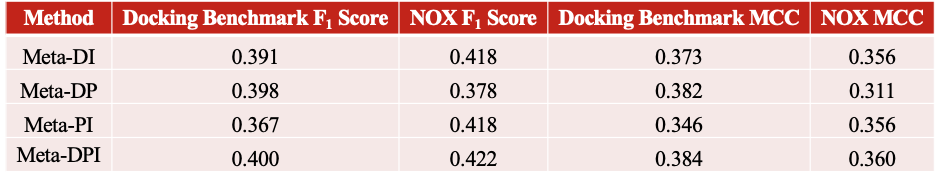 Method Docking Benchmark F₁ Score NOX F₁ Score Docking Benchmark MCC NOX MCC
Meta-DI 0.391 0.418 0.373 0.356
Meta-DP 0.398 0.378 0.382 0.311
Meta-PI 0.367 0.418 0.346 0.356
Meta-DPI 0.400 0.422 0.384 0.360